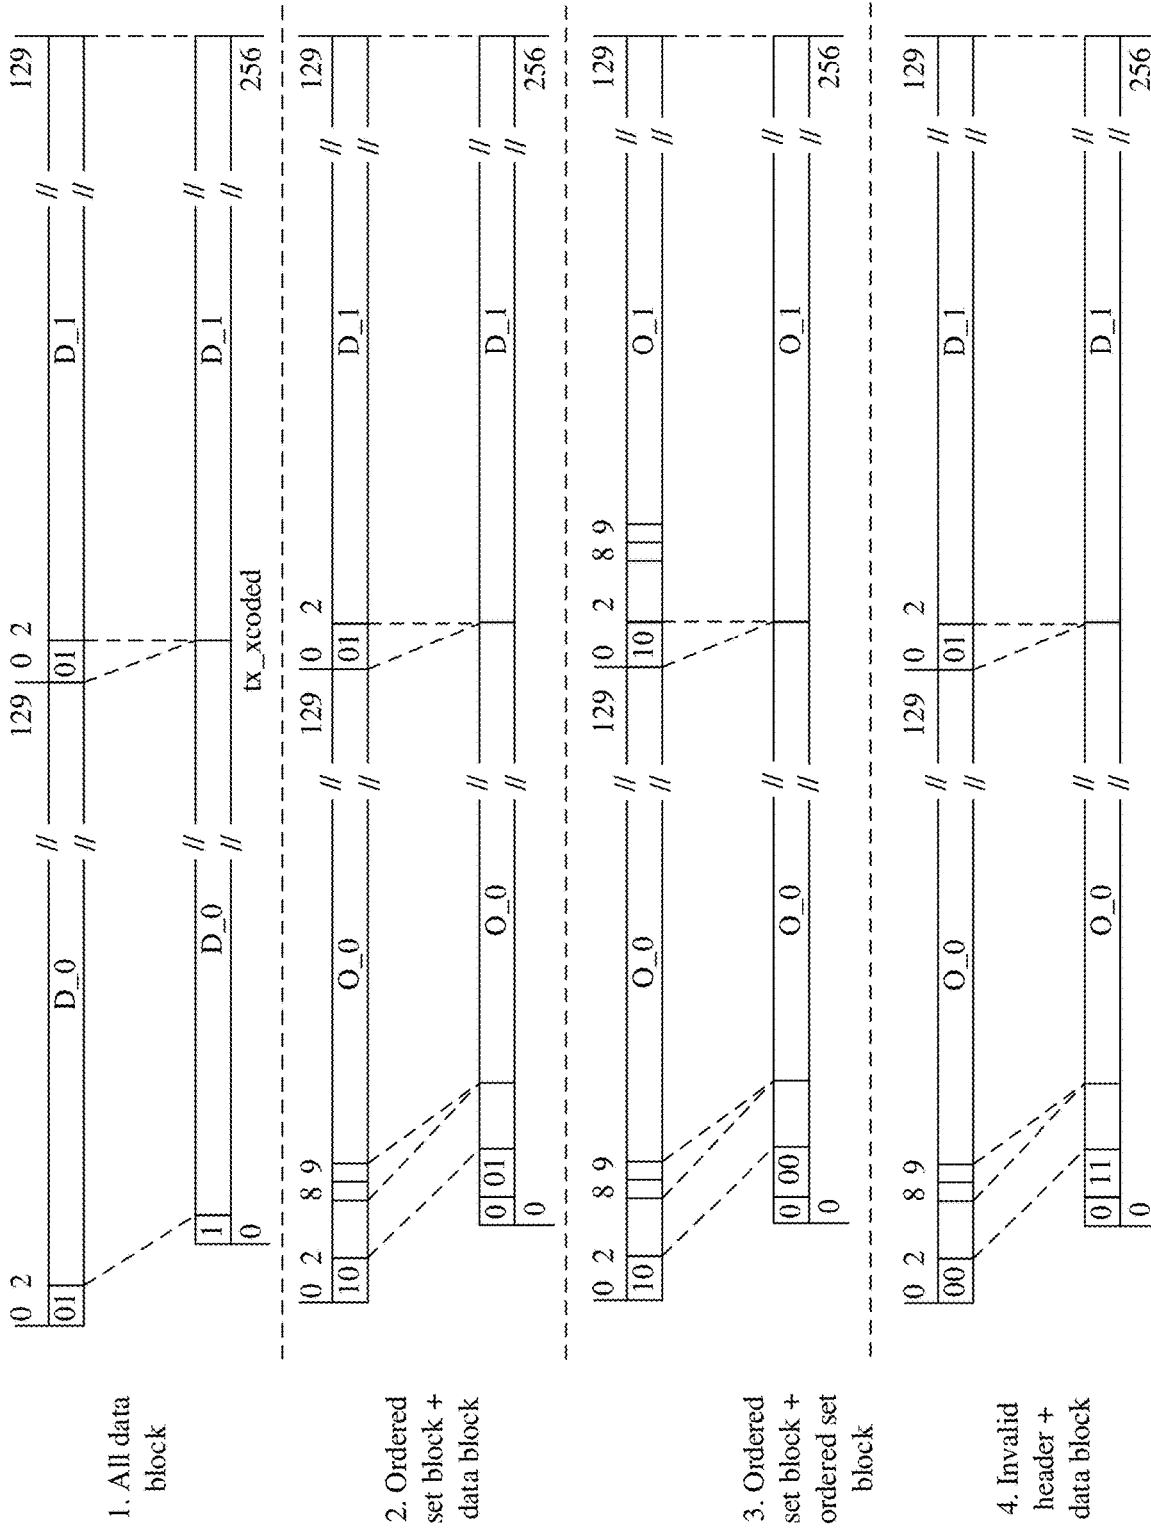 1. All data
block
0 2 129 0 2 129
01 D_0 01 D_1
1 D_0 D_1
0 tx_xcoded 256
2. Ordered
set block +
data block
0 2 8 9 129 0 2 129
10 O_0 01 D_1
0 01 O_0 D_1
0 256
3. Ordered
set block +
ordered set
block
0 2 8 9 129 0 2 8 9 129
10 O_0 10 O_1
0 00 O_0 O_1
0 256
4. Invalid
header +
data block
0 2 8 9 129 0 2 129
00 O_0 01 D_1
0 11 O_0 D_1
0 256